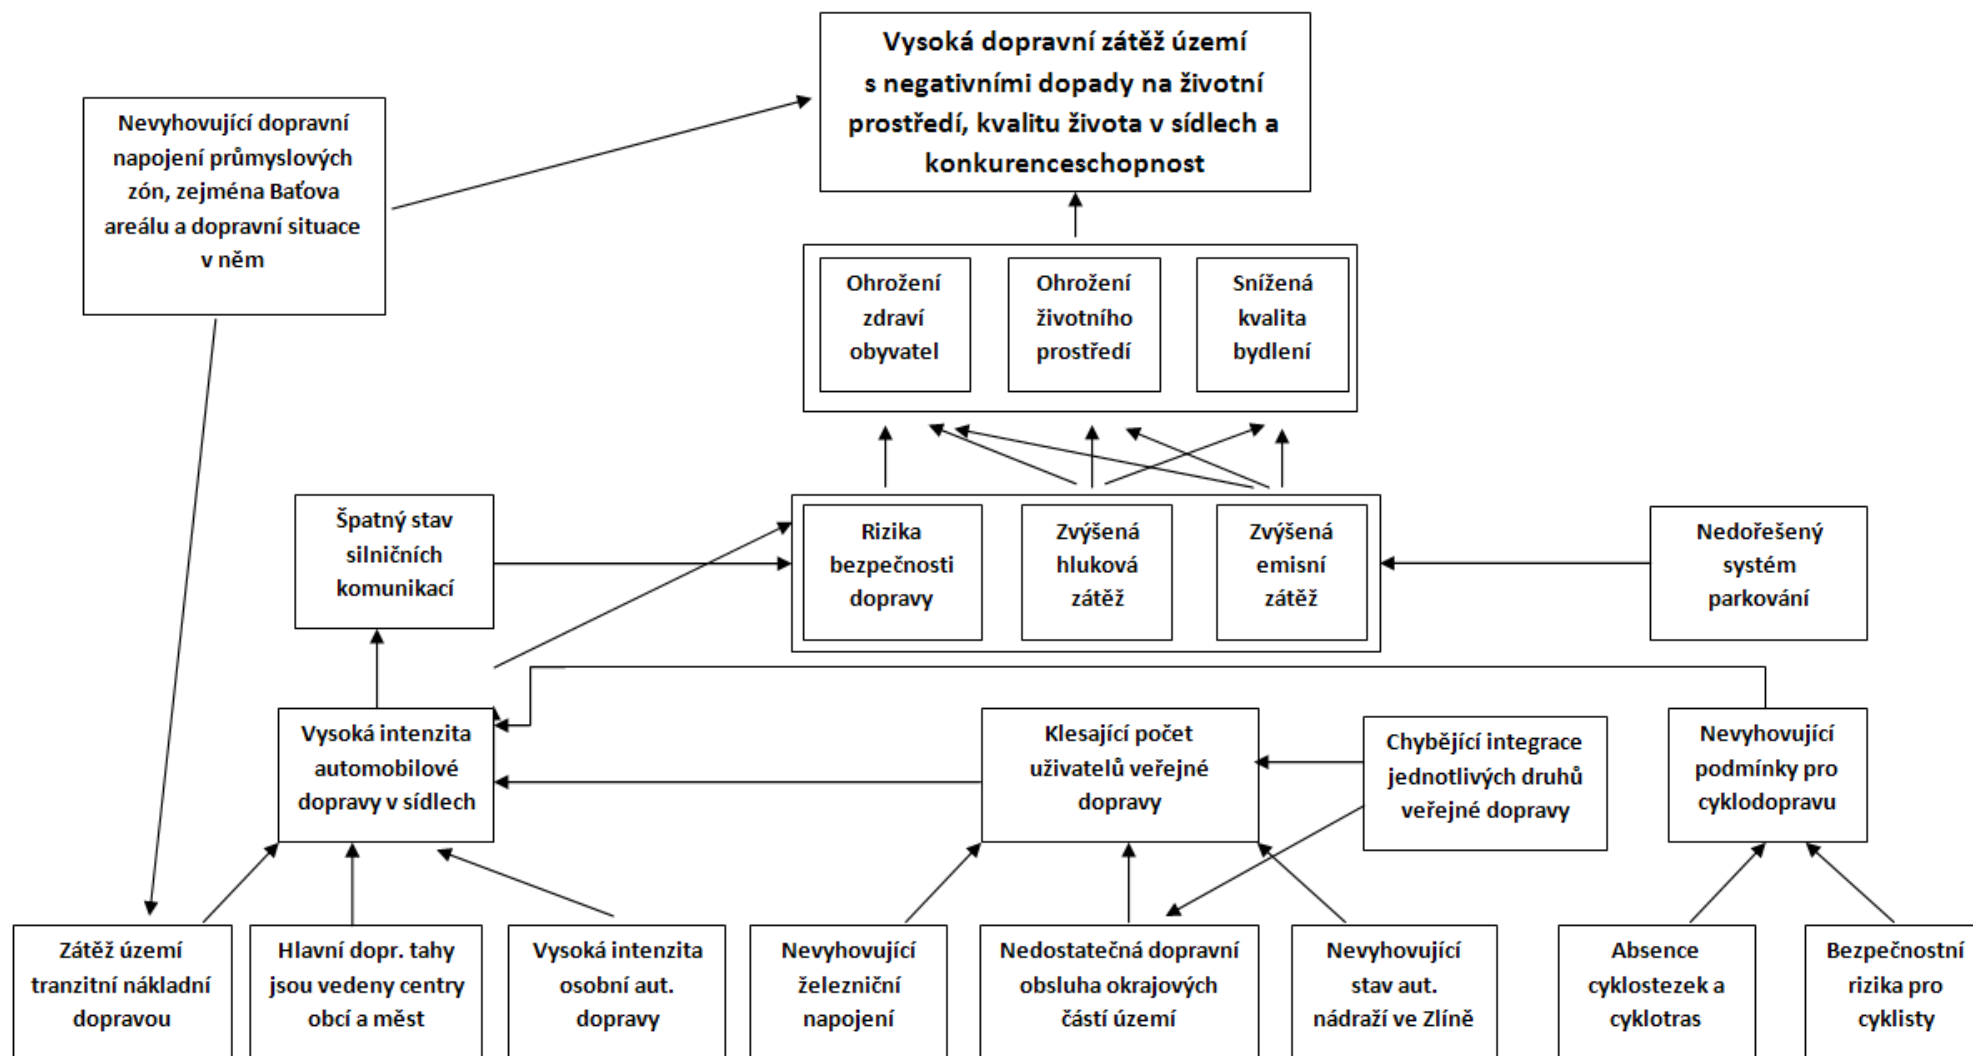 Vysoká dopravní zátěž území
s negativními dopady na životní
prostředí, kvalitu života v sídlech a
konkurenceschopnost
Nevyhovující dopravní
napojení průmyslových
zón, zejména Baťova
areálu a dopravní situace
v něm
Ohrožení
zdraví
obyvatel
Ohrožení
životního
prostředí
Snížená
kvalita
bydlení
Špatný stav
silničních
komunikací
Rizika
bezpečnosti
dopravy
Zvýšená
hluková
zátěž
Zvýšená
emisní
zátěž
Nedořešený
systém
parkování
Vysoká intenzita
automobilové
dopravy v sídlech
Klesající počet
uživatelů veřejné
dopravy
Chybějící integrace
jednotlivých druhů
veřejné dopravy
Nevyhovující
podmínky pro
cyklodopravu
Zátěž území
tranzitní nákladní
dopravou
Hlavní dopr. tahy
jsou vedeny centry
obcí a měst
Vysoká intenzita
osobní aut.
dopravy
Nevyhovující
železniční
napojení
Nedostatečná dopravní
obsluha okrajových
částí území
Nevyhovující
stav aut.
nádraží ve Zlíně
Absence
cyklostezek a
cyklotras
Bezpečnostní
rizika pro
cyklisty